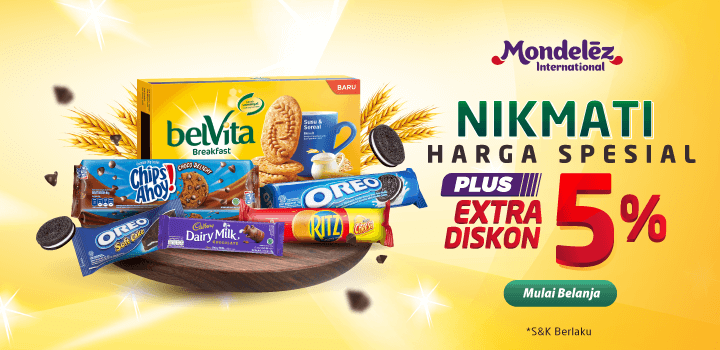 Mondelēz
International
NIKMATI
HARGA SPESIAL
PLUS
EXTRA
DISKON
5%
Mulai Belanja
*S&K Berlaku
BARU
belVita
Breakfast
Susu &
Sereal
Chips
Ahoy!
CHOCO DELIGHT
OREO
OREO
Soft Cake
Cadbury
Dairy Milk
CHOCOLATE
RITZ